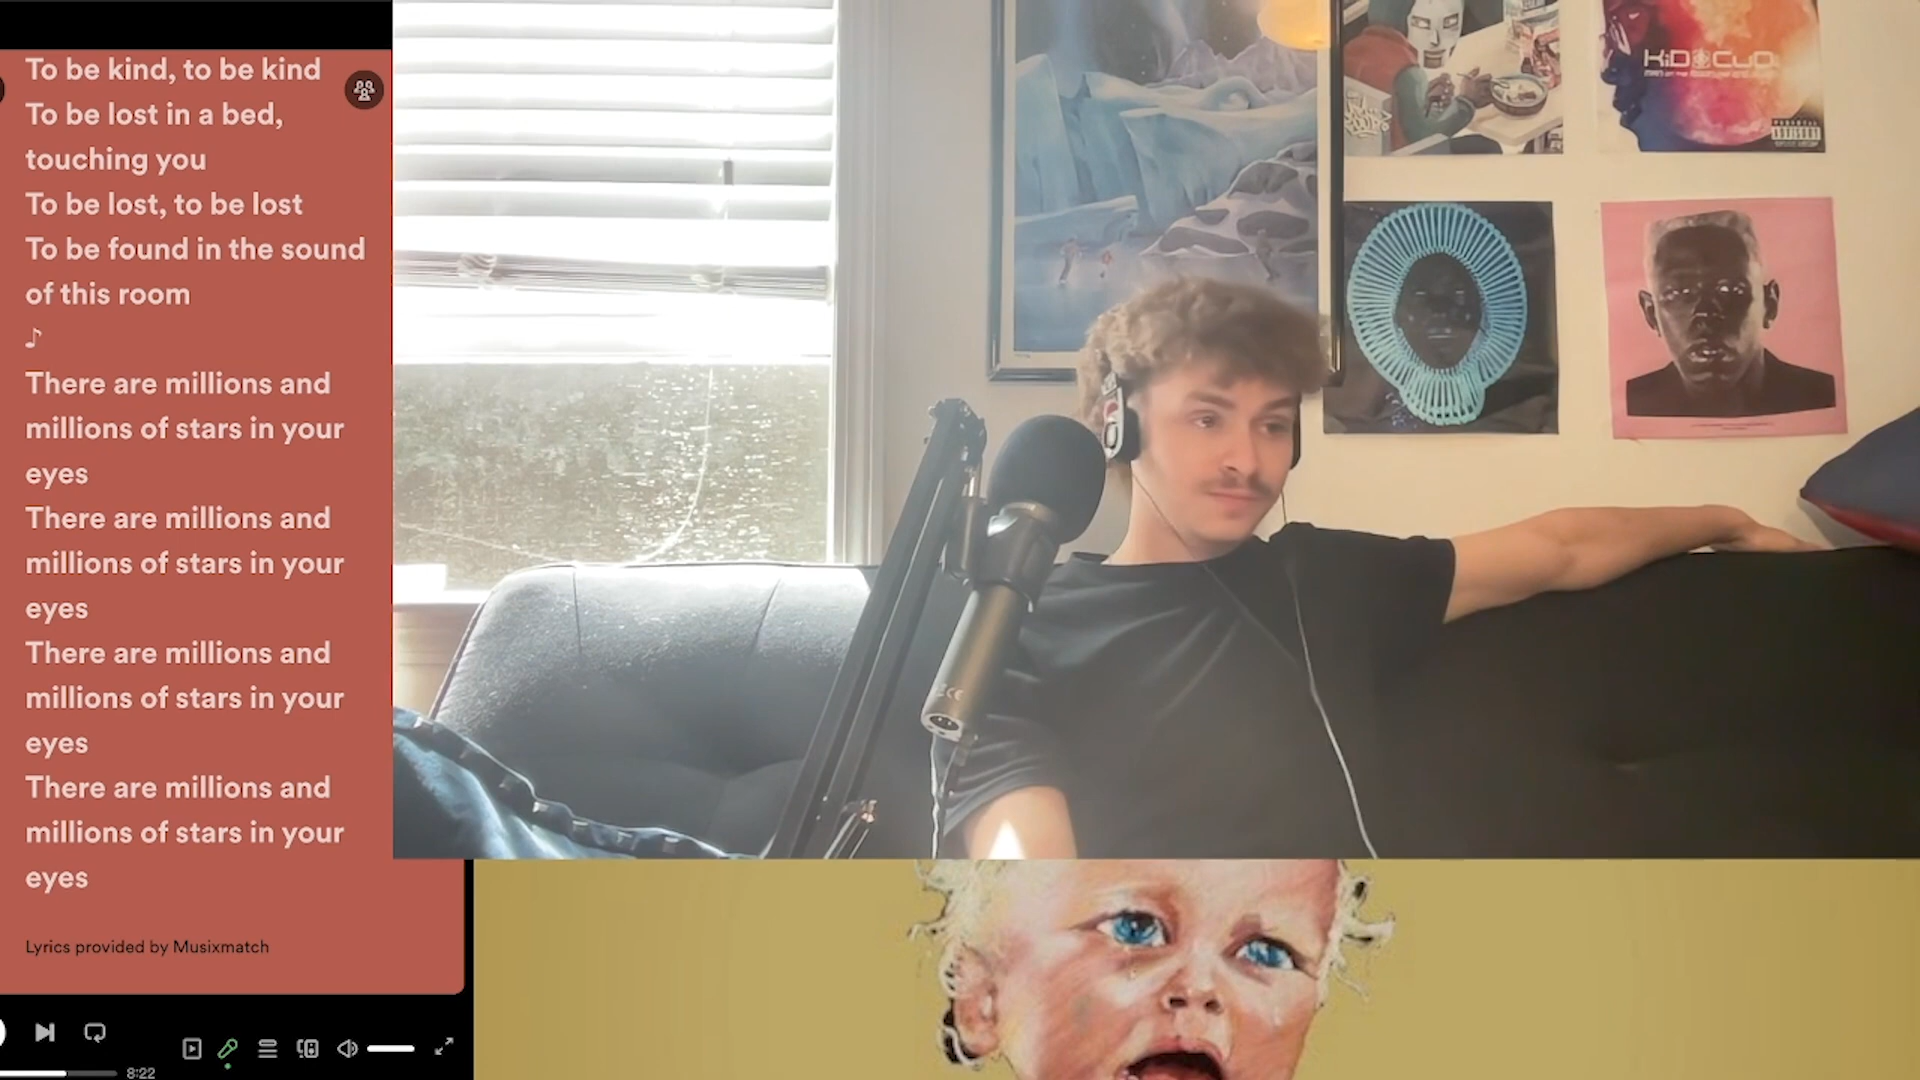 To be kind, to be kind
To be lost in a bed,
touching you
To be lost, to be lost
To be found in the sound
of this room
♪
There are millions and
millions of stars in your
eyes
There are millions and
millions of stars in your
eyes
There are millions and
millions of stars in your
eyes
There are millions and
millions of stars in your
eyes
Lyrics provided by Musixmatch
8:22
KiD CuDi
PARENTAL
ADVISORY